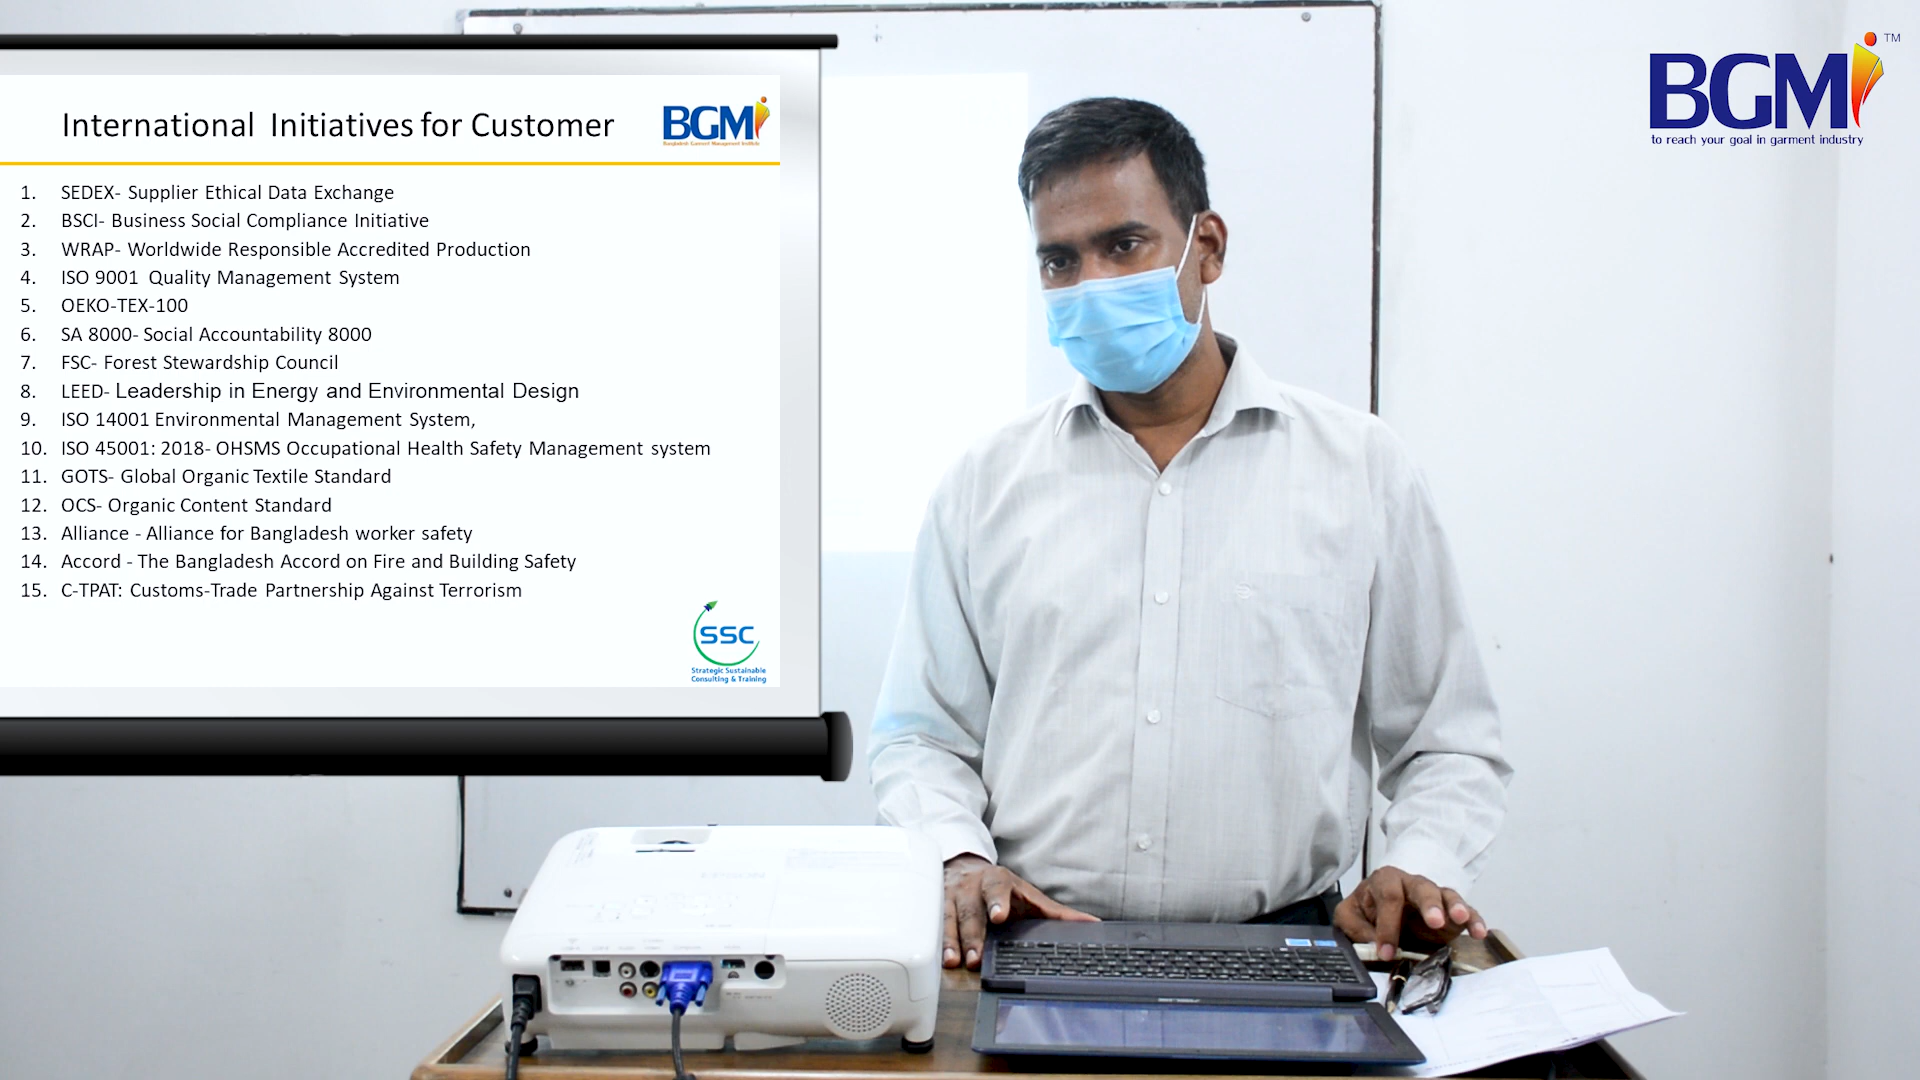 International Initiatives for Customer
BGMi
Bangladesh Garment Management Institute
1. SEDEX- Supplier Ethical Data Exchange
2. BSCI- Business Social Compliance Initiative
3. WRAP- Worldwide Responsible Accredited Production
4. ISO 9001 Quality Management System
5. OEKO-TEX-100
6. SA 8000- Social Accountability 8000
7. FSC- Forest Stewardship Council
8. LEED- Leadership in Energy and Environmental Design
9. ISO 14001 Environmental Management System,
10. ISO 45001: 2018- OHSMS Occupational Health Safety Management system
11. GOTS- Global Organic Textile Standard
12. OCS- Organic Content Standard
13. Alliance - Alliance for Bangladesh worker safety
14. Accord - The Bangladesh Accord on Fire and Building Safety
15. C-TPAT: Customs-Trade Partnership Against Terrorism
SSC
Strategic Sustainable
Consulting & Training
BGMi TM
to reach your goal in garment industry